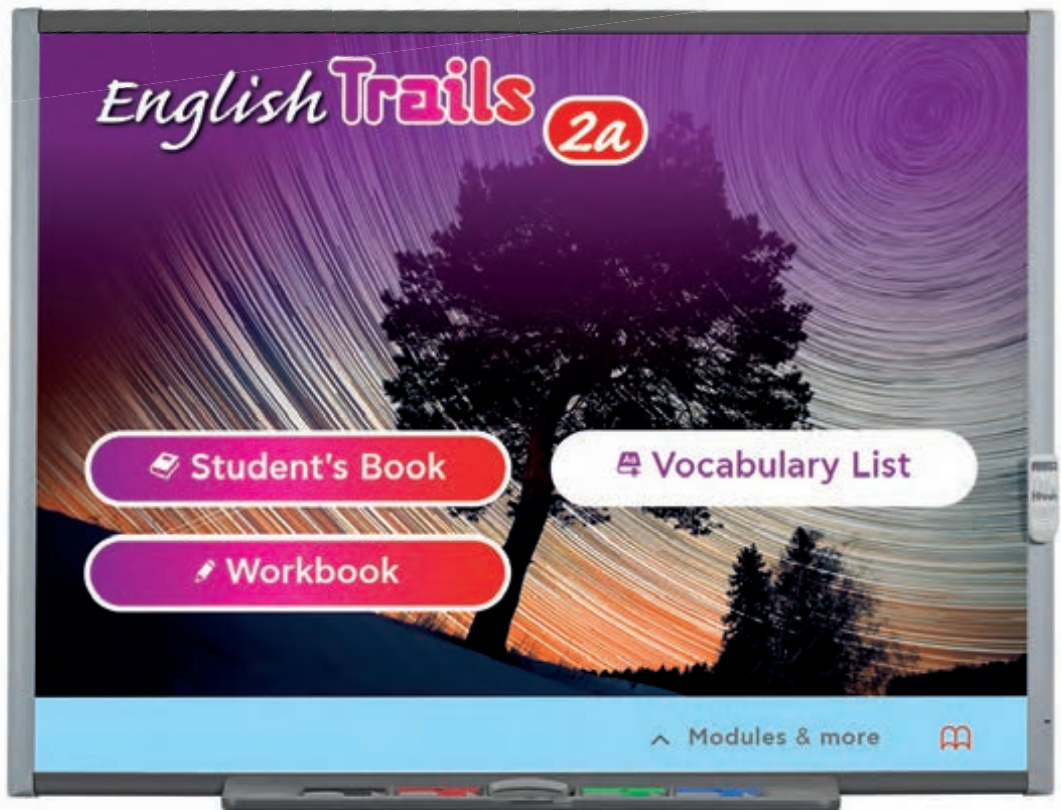 English Trails 2a
Student's Book
Vocabulary List
Workbook
Modules & more